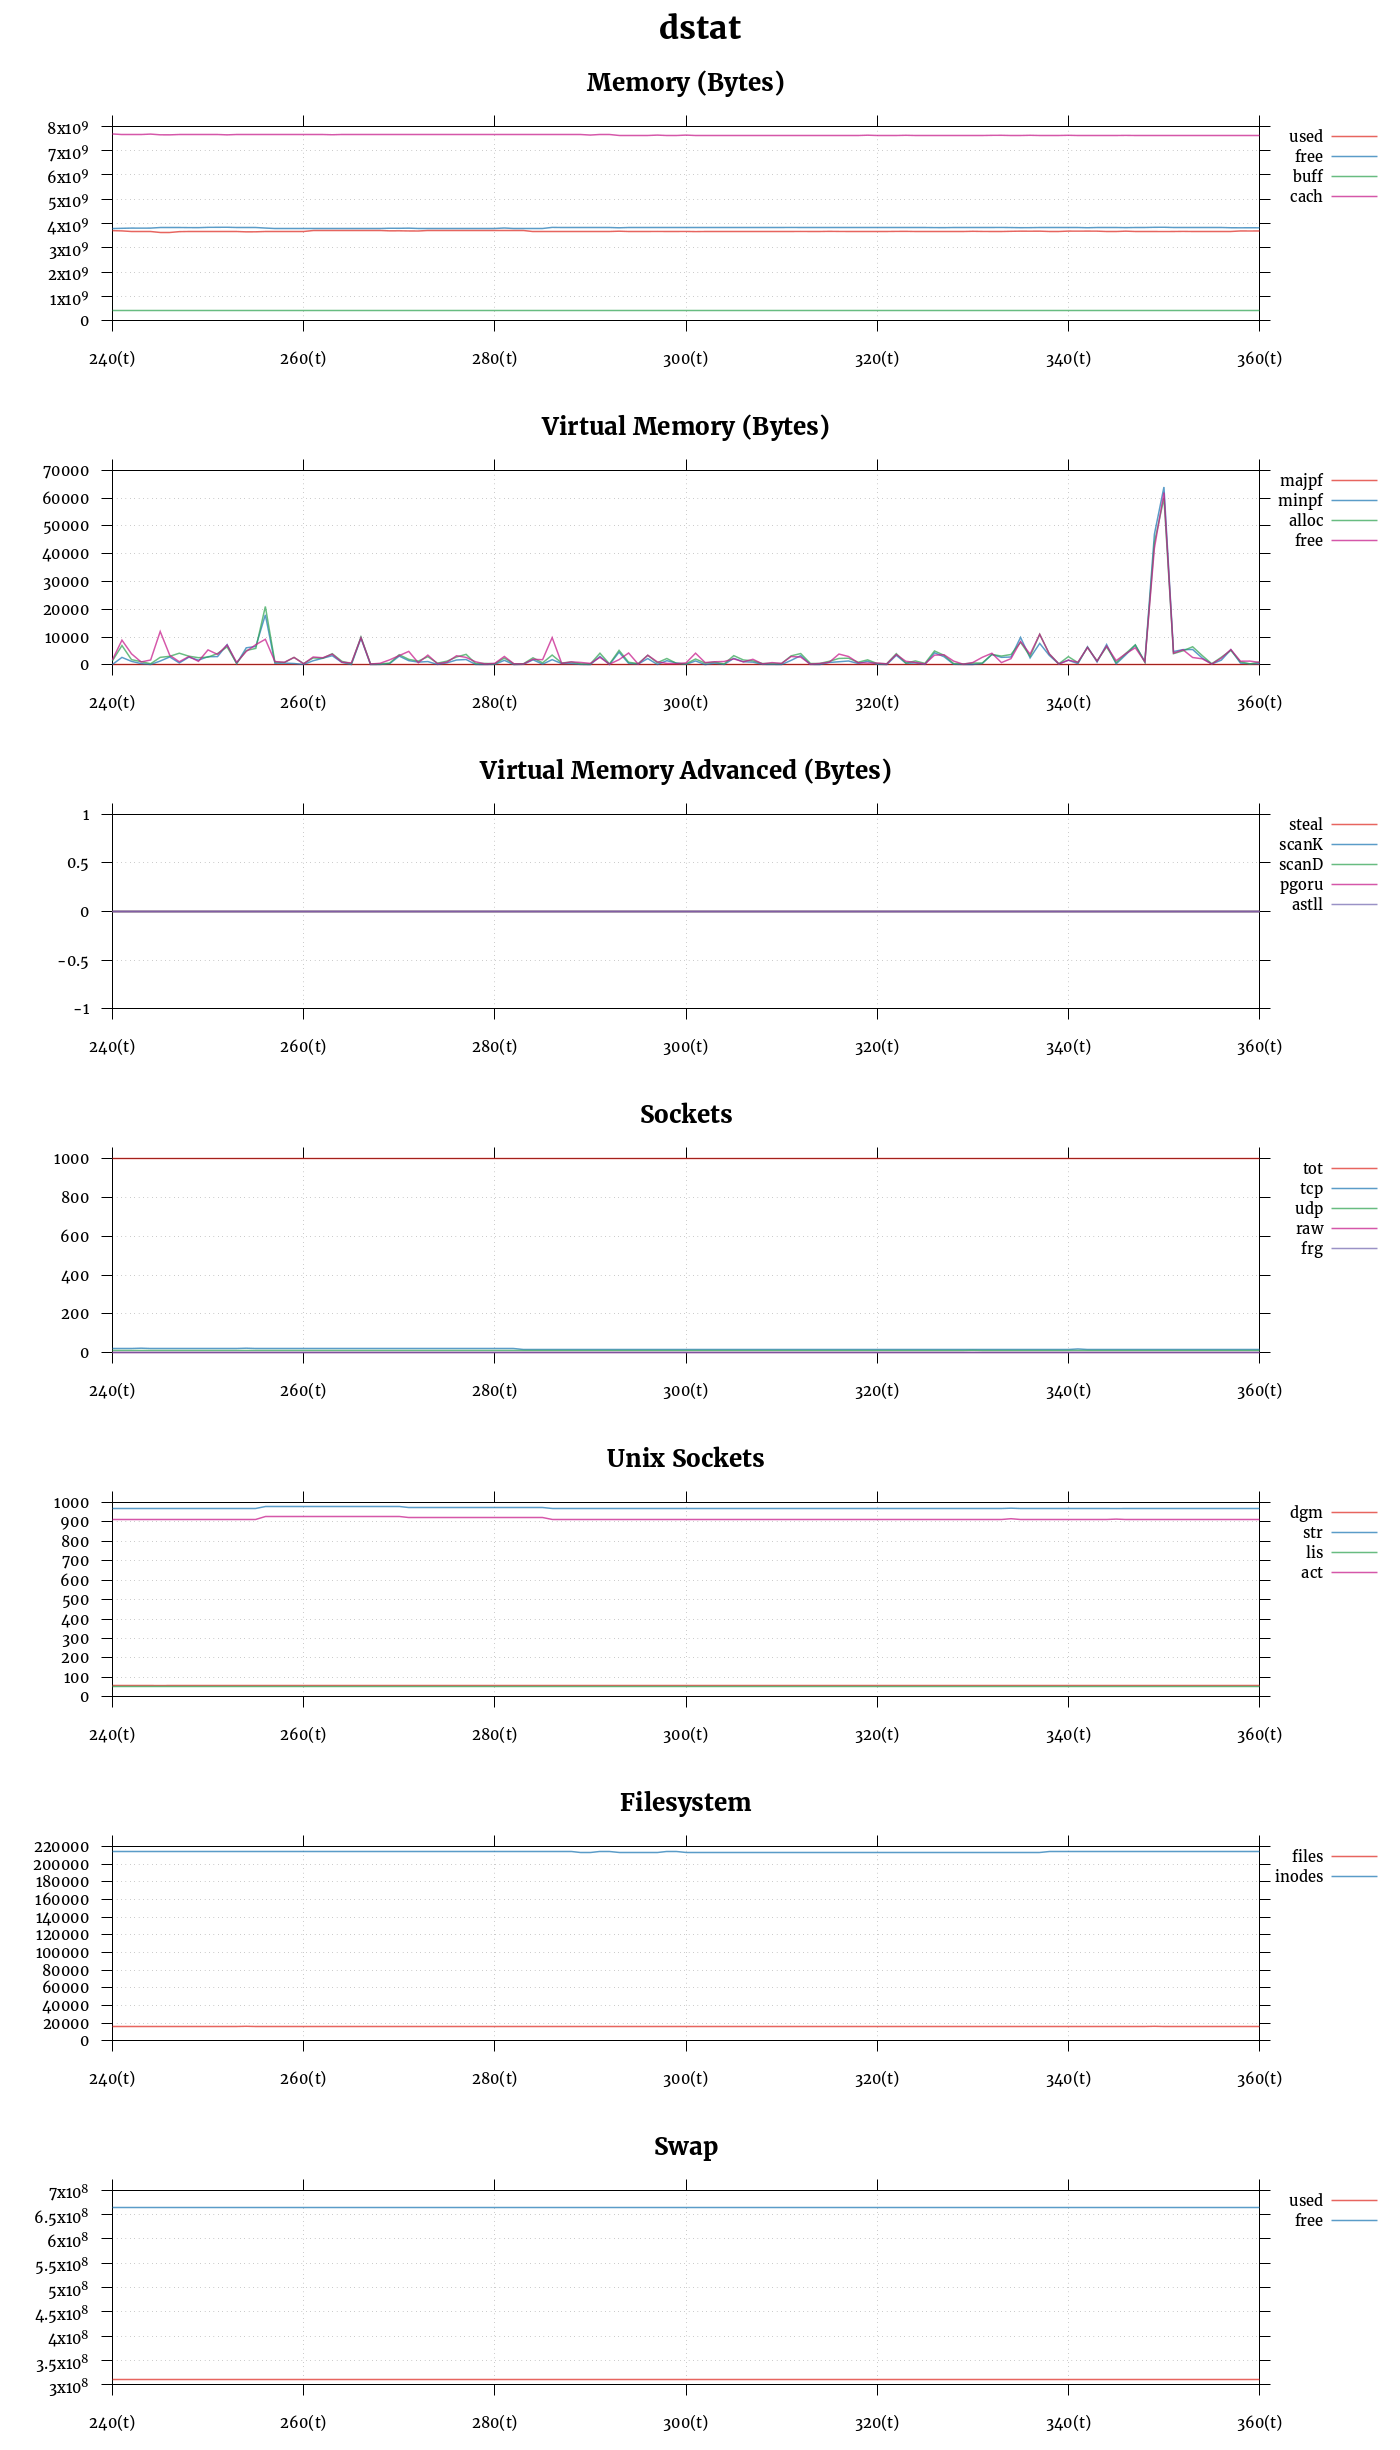 dstat
Memory (Bytes)
8x10⁹
7x10⁹
6x10⁹
5x10⁹
4x10⁹
3x10⁹
2x10⁹
1x10⁹
0
used
free
buff
cach
240(t) 260(t) 280(t) 300(t) 320(t) 340(t) 360(t)
Virtual Memory (Bytes)
70000
60000
50000
40000
30000
20000
10000
0
majpf
minpf
alloc
free
240(t) 260(t) 280(t) 300(t) 320(t) 340(t) 360(t)
Virtual Memory Advanced (Bytes)
1
0.5
0
-0.5
-1
steal
scanK
scanD
pgoru
astll
240(t) 260(t) 280(t) 300(t) 320(t) 340(t) 360(t)
Sockets
1000
800
600
400
200
0
tot
tcp
udp
raw
frg
240(t) 260(t) 280(t) 300(t) 320(t) 340(t) 360(t)
Unix Sockets
1000
900
800
700
600
500
400
300
200
100
0
dgm
str
lis
act
240(t) 260(t) 280(t) 300(t) 320(t) 340(t) 360(t)
Filesystem
220000
200000
180000
160000
140000
120000
100000
80000
60000
40000
20000
0
files
inodes
240(t) 260(t) 280(t) 300(t) 320(t) 340(t) 360(t)
Swap
7x10⁸
6.5x10⁸
6x10⁸
5.5x10⁸
5x10⁸
4.5x10⁸
4x10⁸
3.5x10⁸
3x10⁸
used
free
240(t) 260(t) 280(t) 300(t) 320(t) 340(t) 360(t)